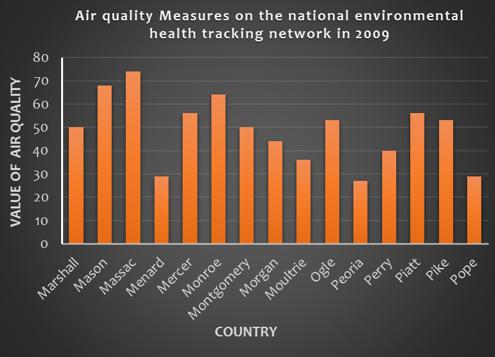 Air quality Measures on the national environmental
health tracking network in 2009
VALUE OF AIR QUALITY
80
70
60
50
40
30
20
10
0
Marshall
Mason
Massac
Menard
Mercer
Monroe
Montgomery
Morgan
Moultrie
Ogle
Peoria
Perry
Piatt
Pike
Pope
COUNTRY